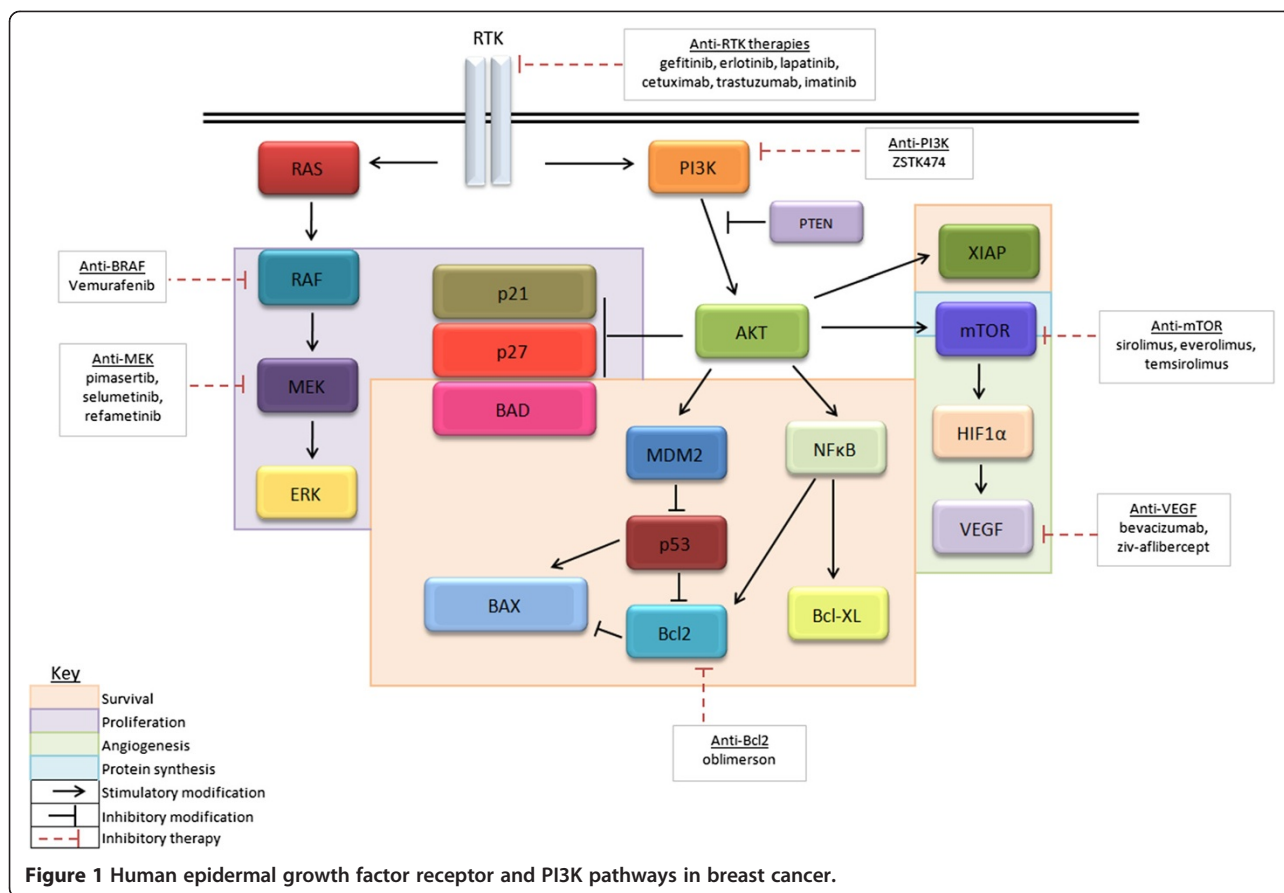 RTK
Anti-RTK therapies
gefitinib, erlotinib, lapatinib,
cetuximab, trastuzumab, imatinib
RAS
PI3K
Anti-PI3K
ZSTK474
PTEN
Anti-BRAF
Vemurafenib
RAF
p21
XIAP
p27
AKT
mTOR
Anti-mTOR
sirolimus, everolimus,
temsirolimus
Anti-MEK
pimasertib,
selumetinib,
refametinib
MEK
BAD
MDM2
NFκB
HIF1α
ERK
p53
VEGF
Anti-VEGF
bevacizumab,
ziv-aflibercept
BAX
Bcl2
Bcl-XL
Anti-Bcl2
oblimerson
Key
Survival
Proliferation
Angiogenesis
Protein synthesis
Stimulatory modification
Inhibitory modification
Inhibitory therapy
Figure 1 Human epidermal growth factor receptor and PI3K pathways in breast cancer.